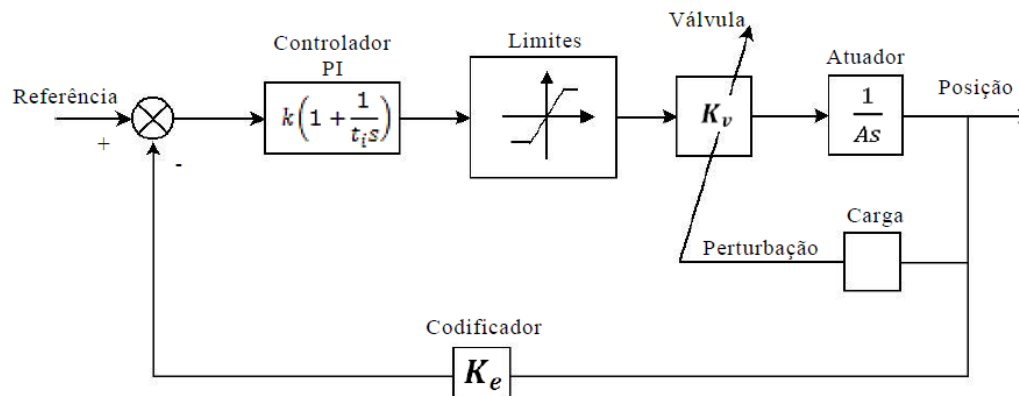 Válvula
Controlador
PI
Limites
Atuador
Referência
Posição
+
-
k(1 + 1/(t_i s))
K_v
1/(As)
Carga
Perturbação
Codificador
K_e